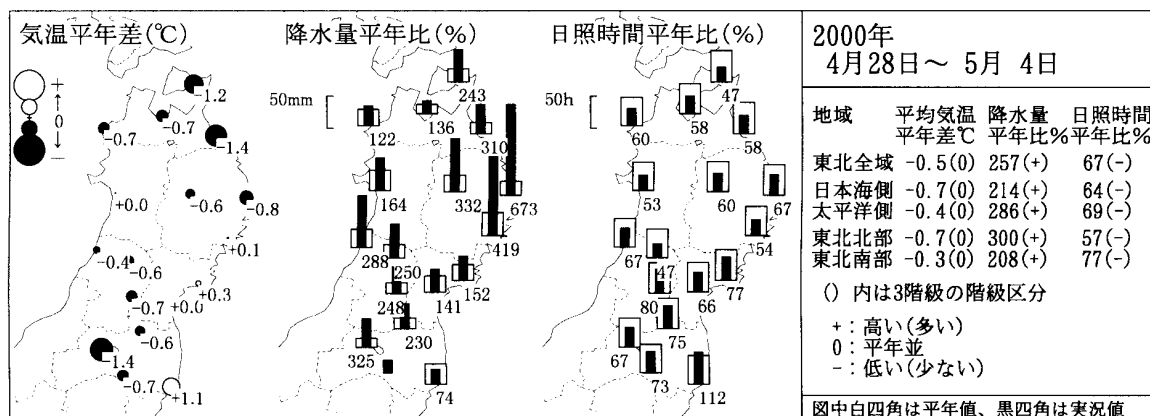 気温平年差(℃)
-1.2
-0.7
-0.7
-1.4
+0.0
-0.6
-0.8
+0.1
-0.4
-0.6
+0.3
-0.7
+0.0
-0.6
-1.4
-0.7
+1.1
+
0
-
降水量平年比(%)
50mm
243
122
136
310
164
332
673
419
288
250
152
248
141
230
325
74
日照時間平年比(%)
50h
47
60
58
58
53
60
67
54
67
47
77
80
66
75
67
73
112
2000年
4月28日～ 5月 4日
地域 平均気温 降水量 日照時間
平年差℃ 平年比% 平年比%
東北全域 -0.5(0) 257(+) 67(-)
日本海側 -0.7(0) 214(+) 64(-)
太平洋側 -0.4(0) 286(+) 69(-)
東北北部 -0.7(0) 300(+) 57(-)
東北南部 -0.3(0) 208(+) 77(-)
() 内は3階級の階級区分
+：高い(多い)
0：平年並
-：低い(少ない)
図中白四角は平年値、黒四角は実況値